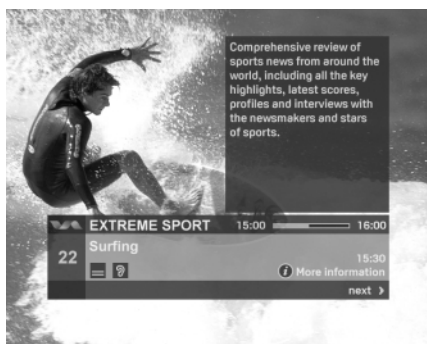 Comprehensive review of
sports news from around the
world, including all the key
highlights, latest scores,
profiles and interviews with
the newsmakers and stars
of sports.
EXTREME SPORT 15:00 16:00
22 Surfing
15:30
i More information
next ›